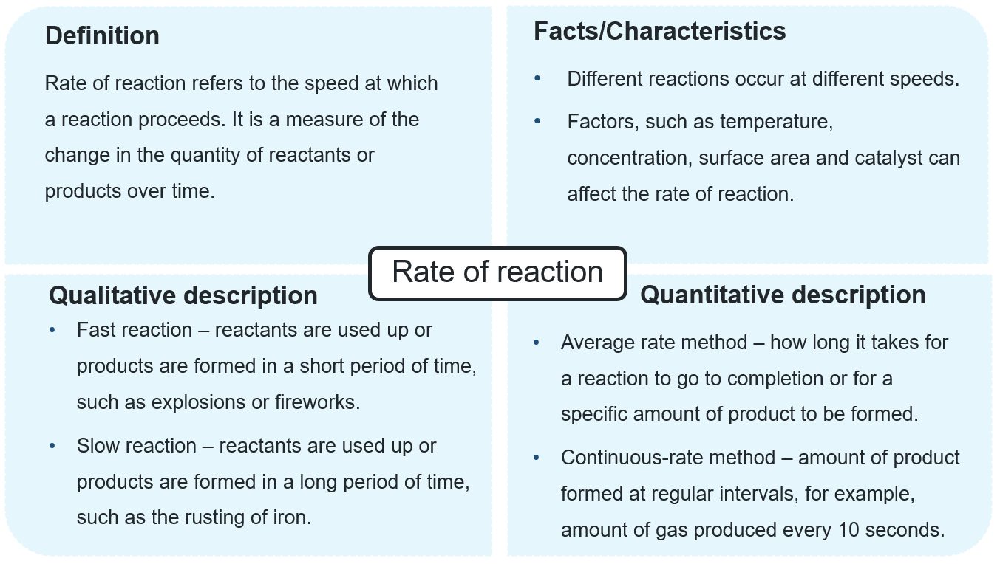 Definition
Rate of reaction refers to the speed at which
a reaction proceeds. It is a measure of the
change in the quantity of reactants or
products over time.
Facts/Characteristics
• Different reactions occur at different speeds.
• Factors, such as temperature,
concentration, surface area and catalyst can
affect the rate of reaction.
Rate of reaction
Qualitative description
• Fast reaction – reactants are used up or
products are formed in a short period of time,
such as explosions or fireworks.
• Slow reaction – reactants are used up or
products are formed in a long period of time,
such as the rusting of iron.
Quantitative description
• Average rate method – how long it takes for
a reaction to go to completion or for a
specific amount of product to be formed.
• Continuous-rate method – amount of product
formed at regular intervals, for example,
amount of gas produced every 10 seconds.